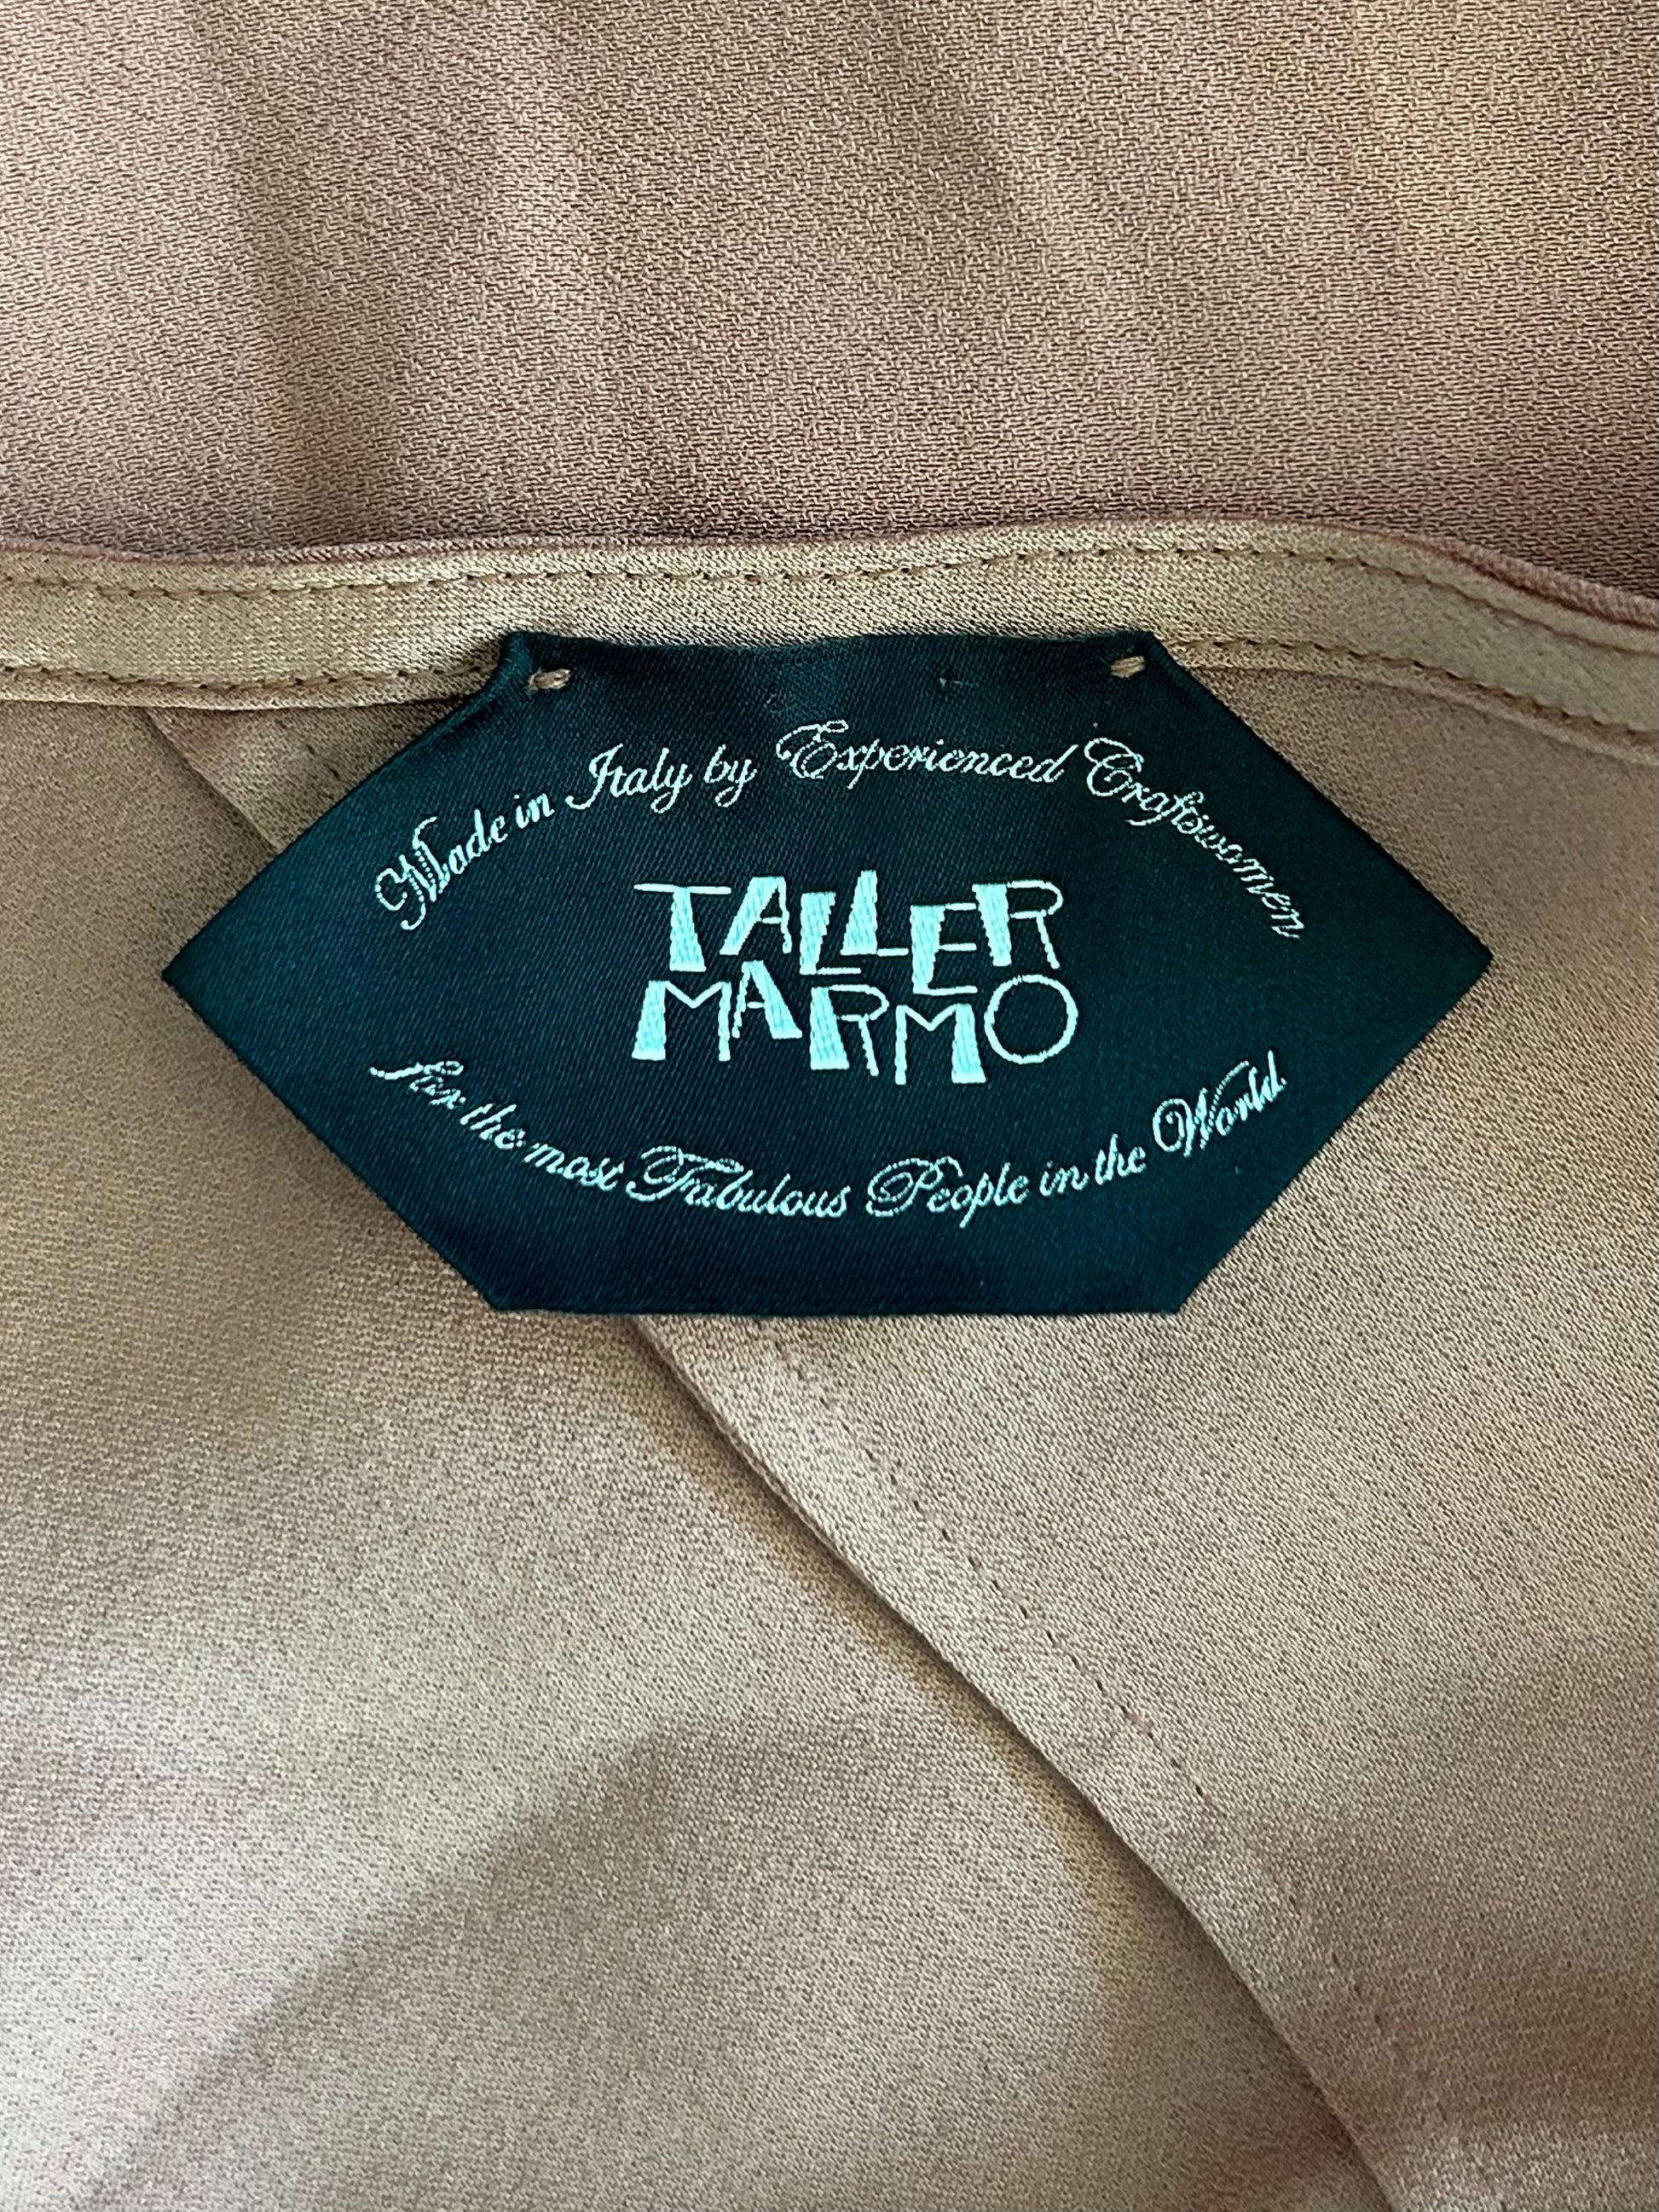 Made in Italy by Experienced Craftswomen
TALLER
MARMO
for the most Fabulous People in the World.